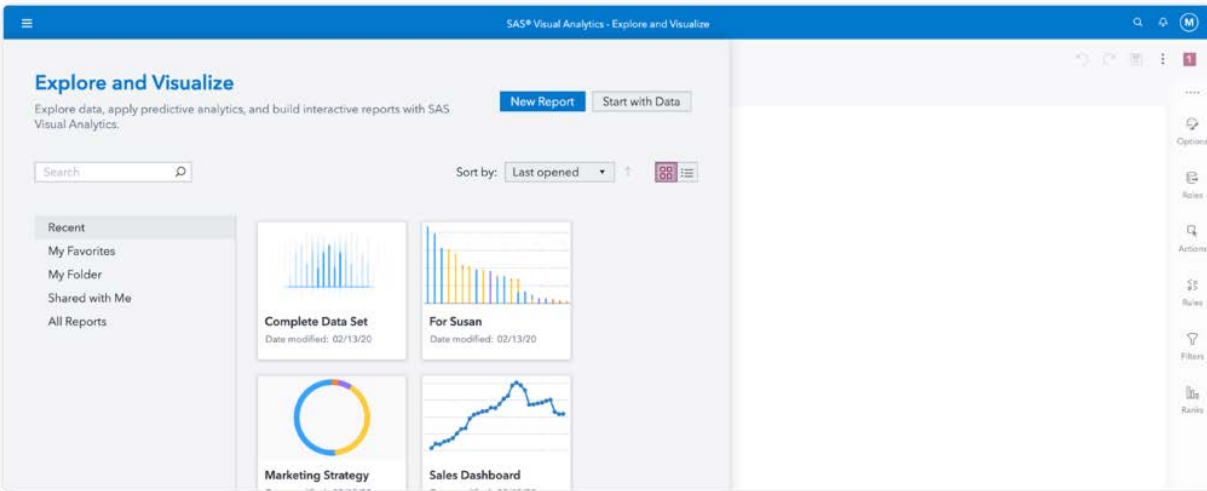 SAS® Visual Analytics - Explore and Visualize
M
Explore and Visualize
Explore data, apply predictive analytics, and build interactive reports with SAS
Visual Analytics.
New Report
Start with Data
1
Search
Sort by:
Last opened
Options
Roles
Actions
Rules
Filters
Ranks
Recent
My Favorites
My Folder
Shared with Me
All Reports
Complete Data Set
Date modified: 02/13/20
For Susan
Date modified: 02/13/20
Marketing Strategy
Sales Dashboard